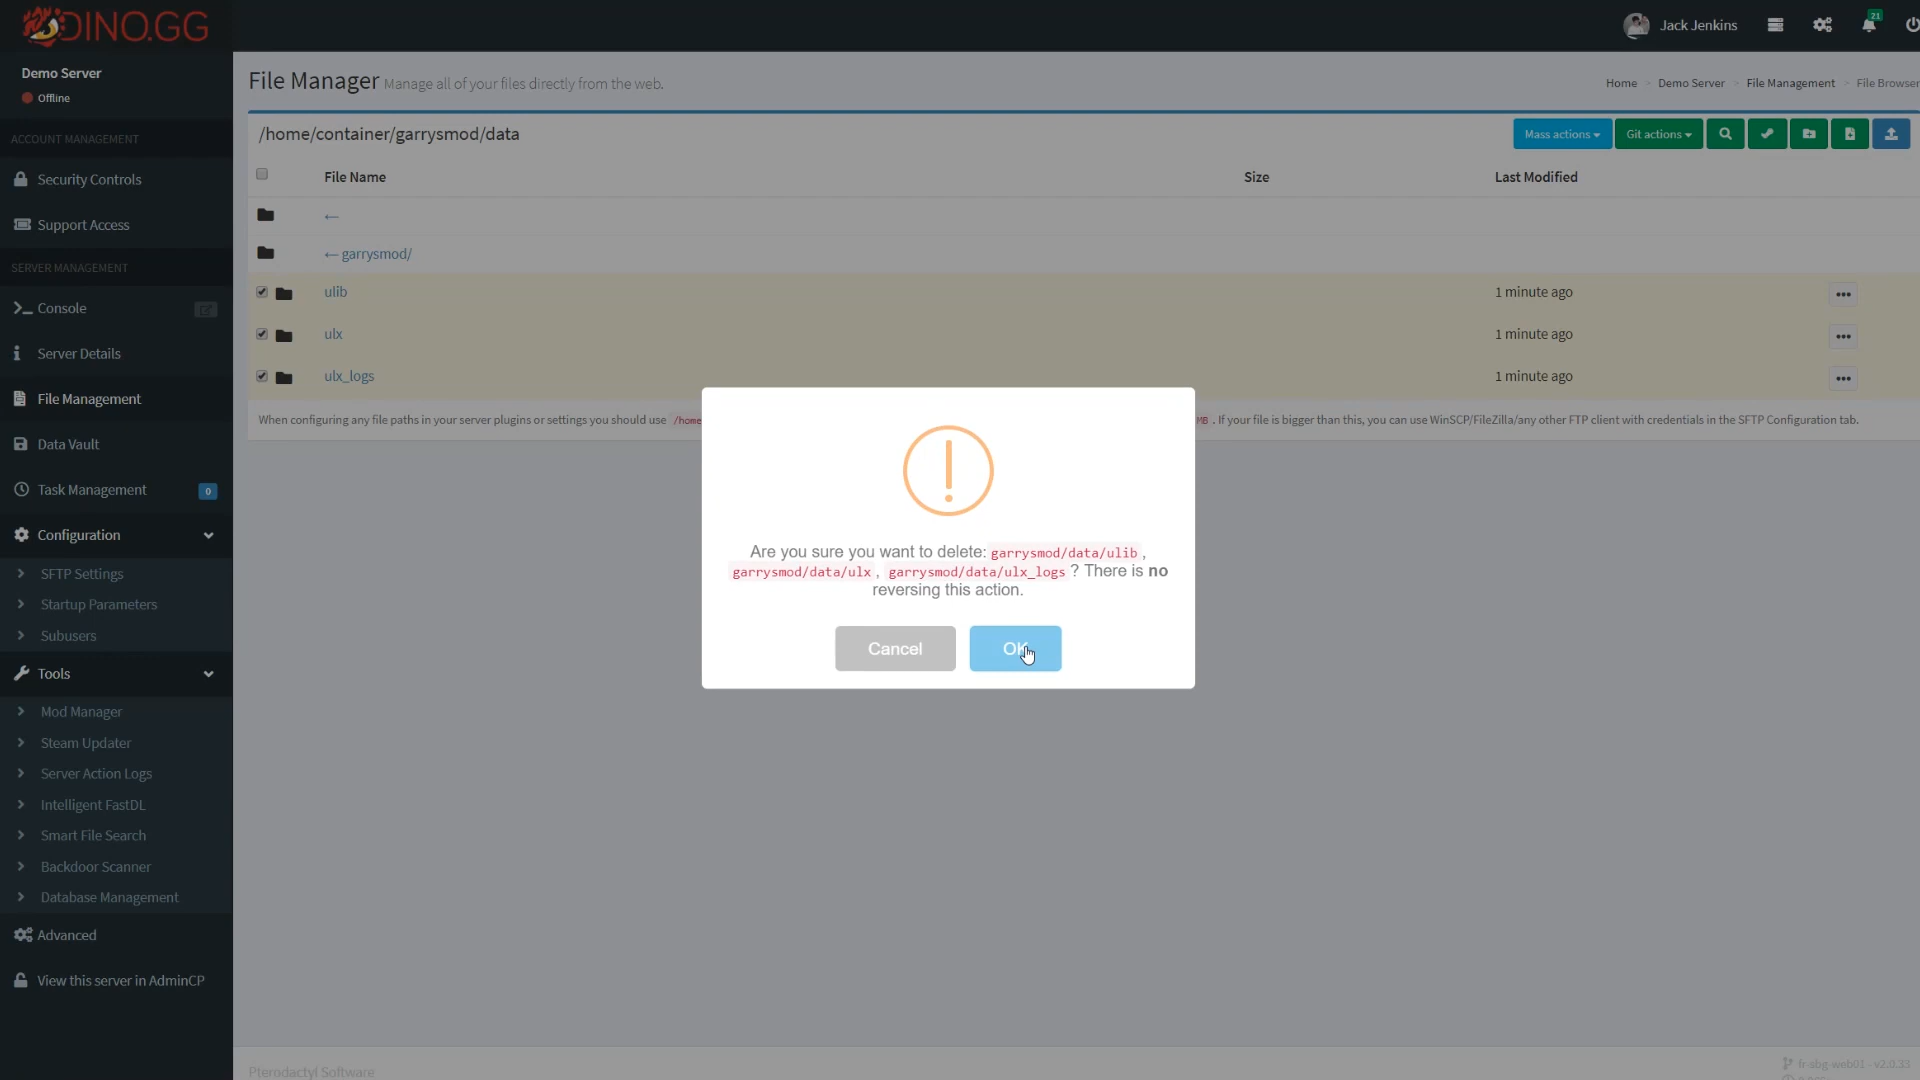 DINO.GG
Jack Jenkins
21
Demo Server
Offline
File Manager Manage all of your files directly from the web.
Home
Demo Server
File Management
File Browser
ACCOUNT MANAGEMENT
/home/container/garrysmod/data
Mass actions
Git actions
Security Controls
File Name
Size
Last Modified
Support Access
←
← garrysmod/
SERVER MANAGEMENT
ulib
1 minute ago
•••
Console
ulx
1 minute ago
•••
Server Details
ulx_logs
1 minute ago
•••
File Management
When configuring any file paths in your server plugins or settings you should use /home
MB . If your file is bigger than this, you can use WinSCP/FileZilla/any other FTP client with credentials in the SFTP Configuration tab.
Data Vault
Task Management
0
Configuration
SFTP Settings
Startup Parameters
Subusers
Are you sure you want to delete: garrysmod/data/ulib ,
garrysmod/data/ulx , garrysmod/data/ulx_logs ? There is no
reversing this action.
Cancel
OK
Tools
Mod Manager
Steam Updater
Server Action Logs
Intelligent FastDL
Smart File Search
Backdoor Scanner
Database Management
Advanced
View this server in AdminCP
Pterodactyl Software
fr-sbg-web01 - v2.0.33